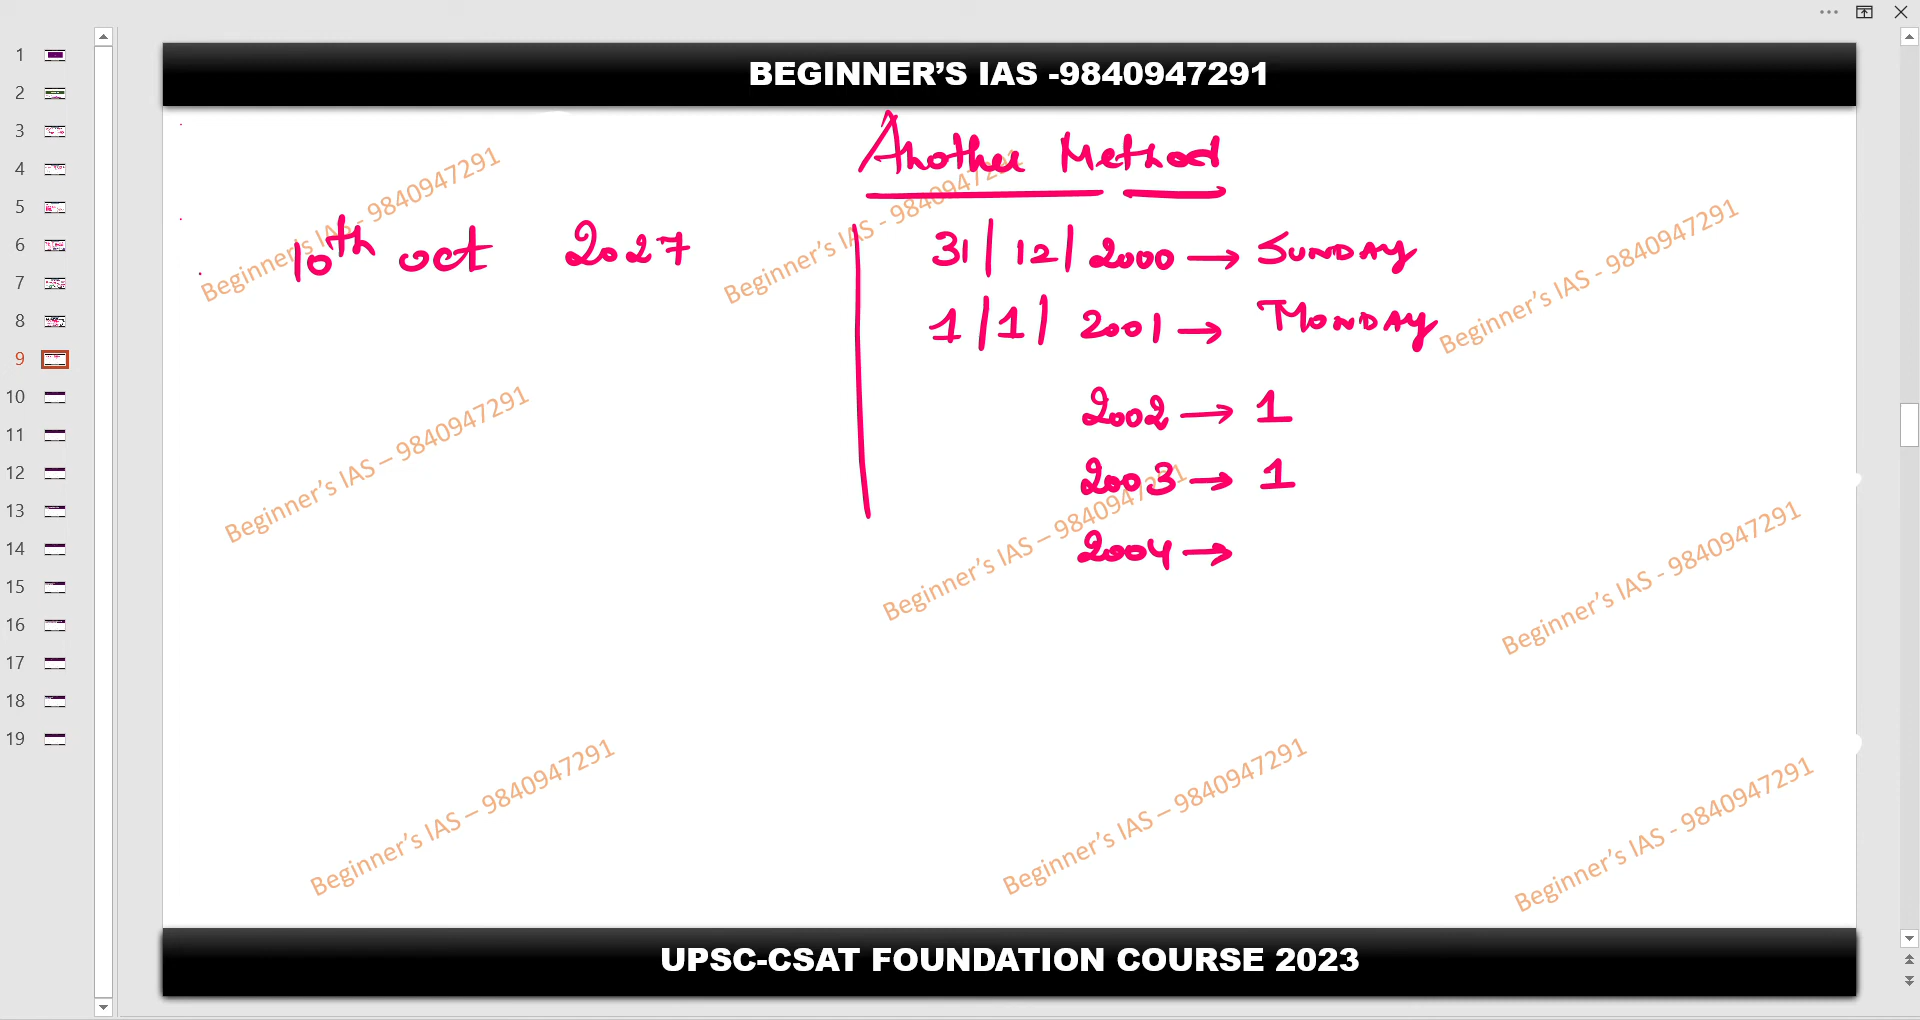 BEGINNER’S IAS -9840947291
Another Method
10th oct 2027
31/12/2000 → SUNDAY
1/1/2001 → MONDAY
2002 → 1
2003 → 1
2004 →
Beginner’s IAS - 9840947291
Beginner’s IAS - 9840947291
Beginner’s IAS - 9840947291
Beginner’s IAS – 9840947291
Beginner’s IAS – 9840947291
Beginner’s IAS - 9840947291
Beginner’s IAS – 9840947291
Beginner’s IAS – 9840947291
Beginner’s IAS - 9840947291
UPSC-CSAT FOUNDATION COURSE 2023
1
2
3
4
5
6
7
8
9
10
11
12
13
14
15
16
17
18
19